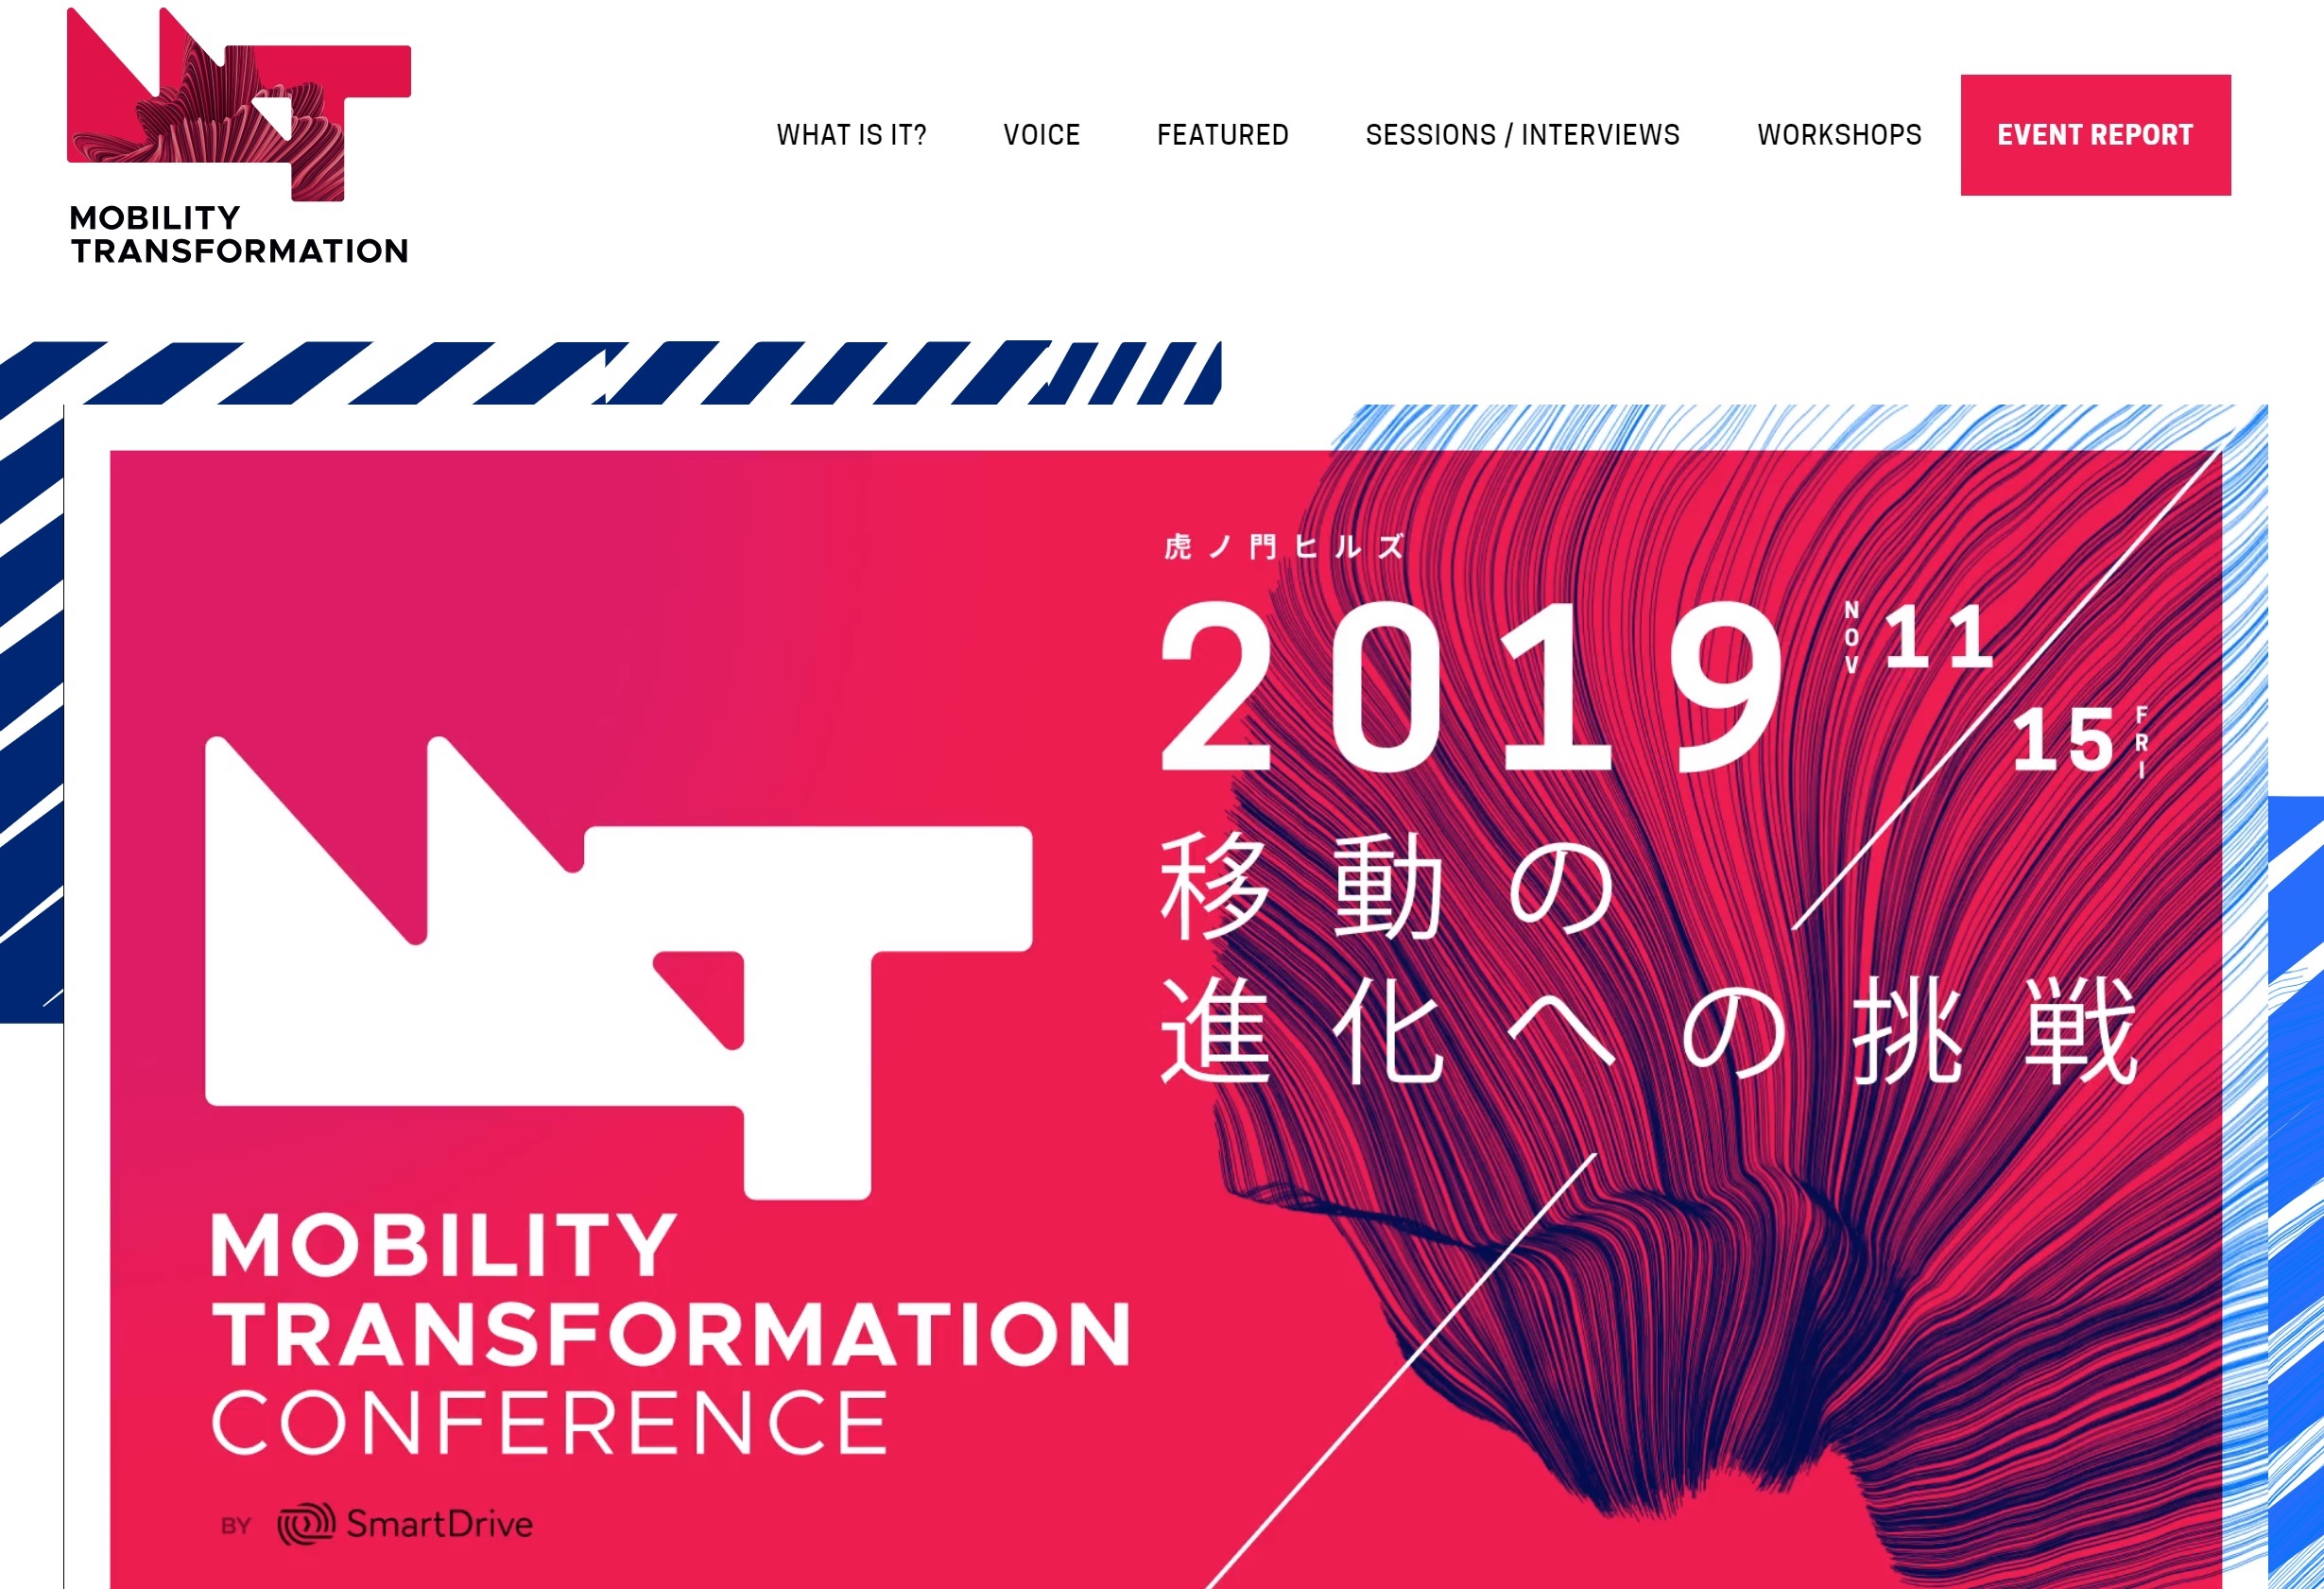 MOBILITY
TRANSFORMATION
WHAT IS IT?
VOICE
FEATURED
SESSIONS / INTERVIEWS
WORKSHOPS
EVENT REPORT
虎ノ門ヒルズ
2019
NOV
11
15
FRI
移動の
進化への挑戦
MOBILITY
TRANSFORMATION
CONFERENCE
BY SmartDrive